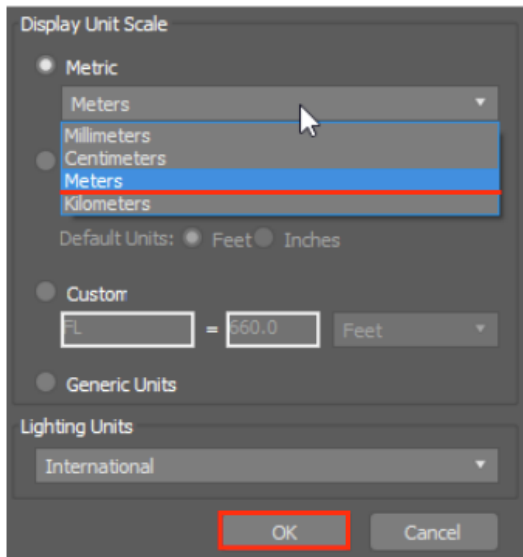 Display Unit Scale
Metric
Meters
Millimeters
Centimeters
Meters
Kilometers
Default Units: Feet Inches
Custom
FL = 660.0 Feet
Generic Units
Lighting Units
International
OK Cancel